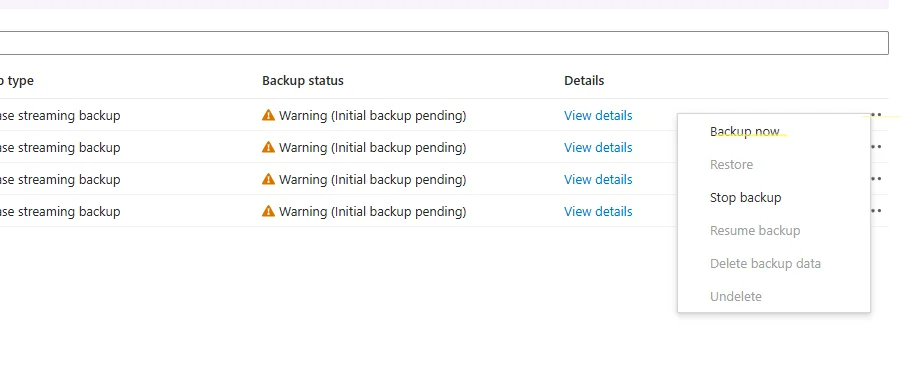 p type Backup status Details
ase streaming backup Warning (Initial backup pending) View details
Backup now
ase streaming backup Warning (Initial backup pending) View details
Restore
ase streaming backup Warning (Initial backup pending) View details
Stop backup
ase streaming backup Warning (Initial backup pending) View details
Resume backup
Delete backup data
Undelete